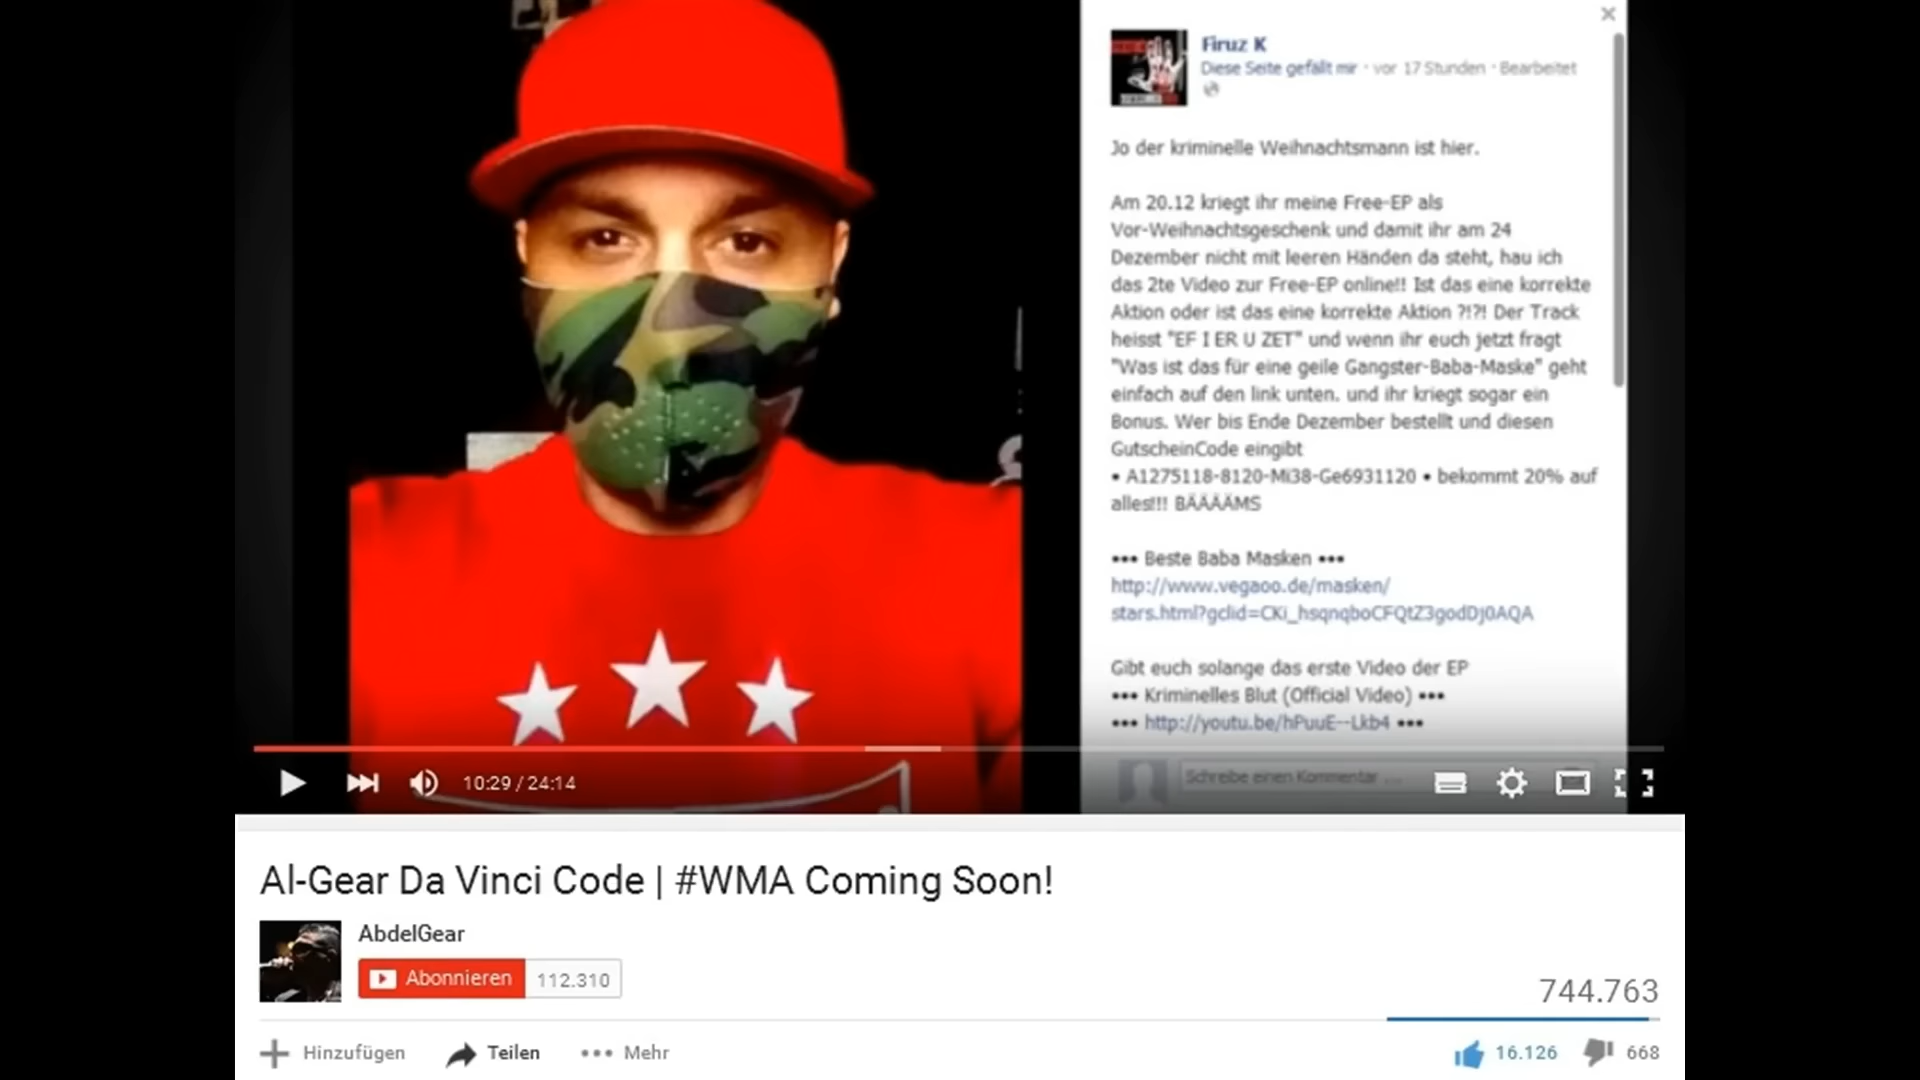 Firuz K
Diese Seite gefällt mir · vor 17 Stunden · Bearbeitet
Jo der kriminelle Weihnachtsmann ist hier.
Am 20.12 kriegt ihr meine Free-EP als
Vor-Weihnachtsgeschenk und damit ihr am 24
Dezember nicht mit leeren Händen da steht, hau ich
das 2te Video zur Free-EP online!! Ist das eine korrekte
Aktion oder ist das eine korrekte Aktion ?!?! Der Track
heisst "EF I ER U ZET" und wenn ihr euch jetzt fragt
"Was ist das für eine geile Gangster-Baba-Maske" geht
einfach auf den link unten. und ihr kriegt sogar ein
Bonus. Wer bis Ende Dezember bestellt und diesen
GutscheinCode eingibt
• A1275118-8120-Mi38-Ge6931120 • bekommt 20% auf
alles!!! BÄÄÄÄMS
••• Beste Baba Masken •••
http://www.vegaoo.de/masken/
stars.html?gclid=CKi_hsqnqboCFQtZ3godDj0AQA
Gibt euch solange das erste Video der EP
••• Kriminelles Blut (Official Video) •••
••• http://youtu.be/hPuuE--Lkb4 •••
Schreibe einen Kommentar ...
10:29 / 24:14
Al-Gear Da Vinci Code | #WMA Coming Soon!
AbdelGear
Abonnieren 112.310
744.763
Hinzufügen Teilen Mehr 16.126 668